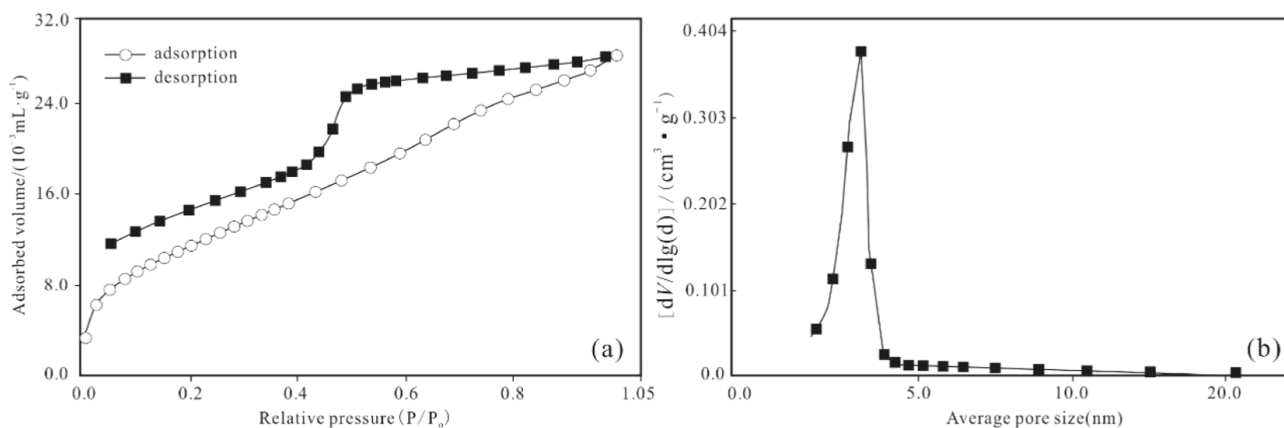 32.0
24.0
16.0
8.0
0.0
Adsorbed volume/(10⁻³mL·g⁻¹)
adsorption
desorption
(a)
0.0 0.2 0.4 0.6 0.8 1.05
Relative pressure(P/P₀)
0.404
0.303
0.202
0.101
0.0
[dV/dlg(d)]/(cm³·g⁻¹)
(b)
0.0 5.0 10.0 20.0
Average pore size(nm)